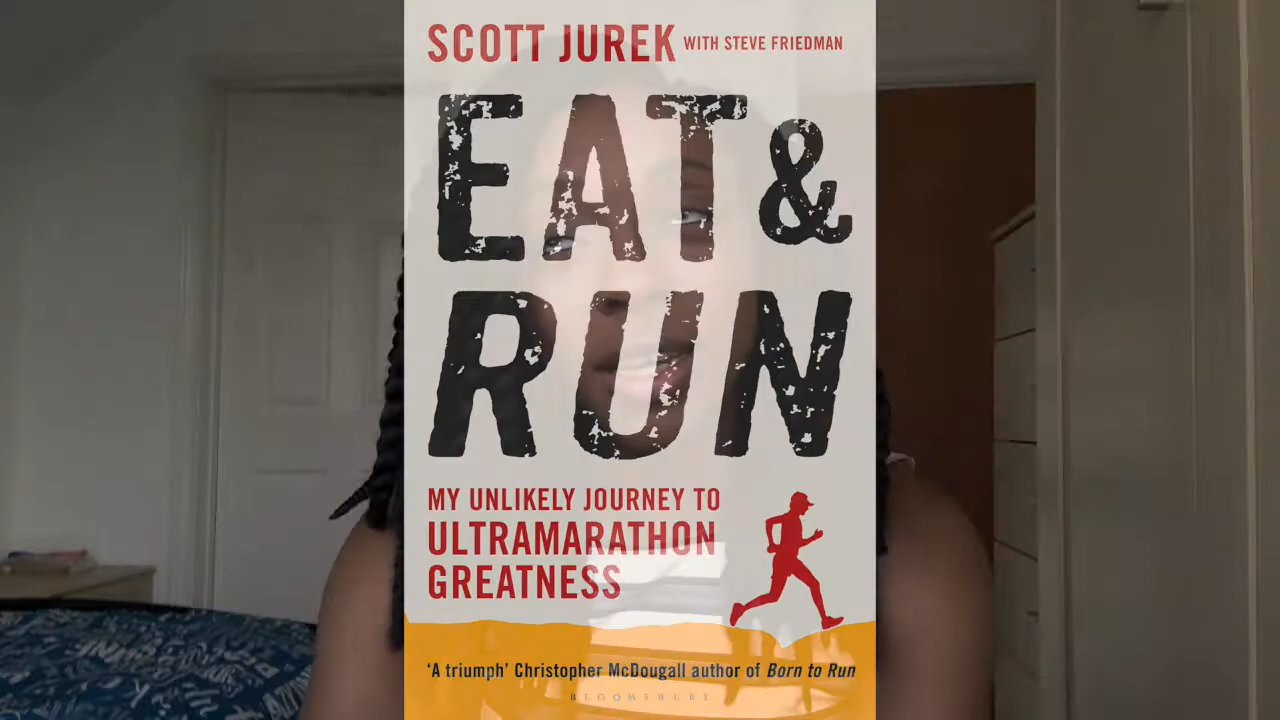 SCOTT JUREK WITH STEVE FRIEDMAN
EAT &
RUN
MY UNLIKELY JOURNEY TO
ULTRAMARATHON
GREATNESS
‘A triumph’ Christopher McDougall author of Born to Run
BLOOMSBURY